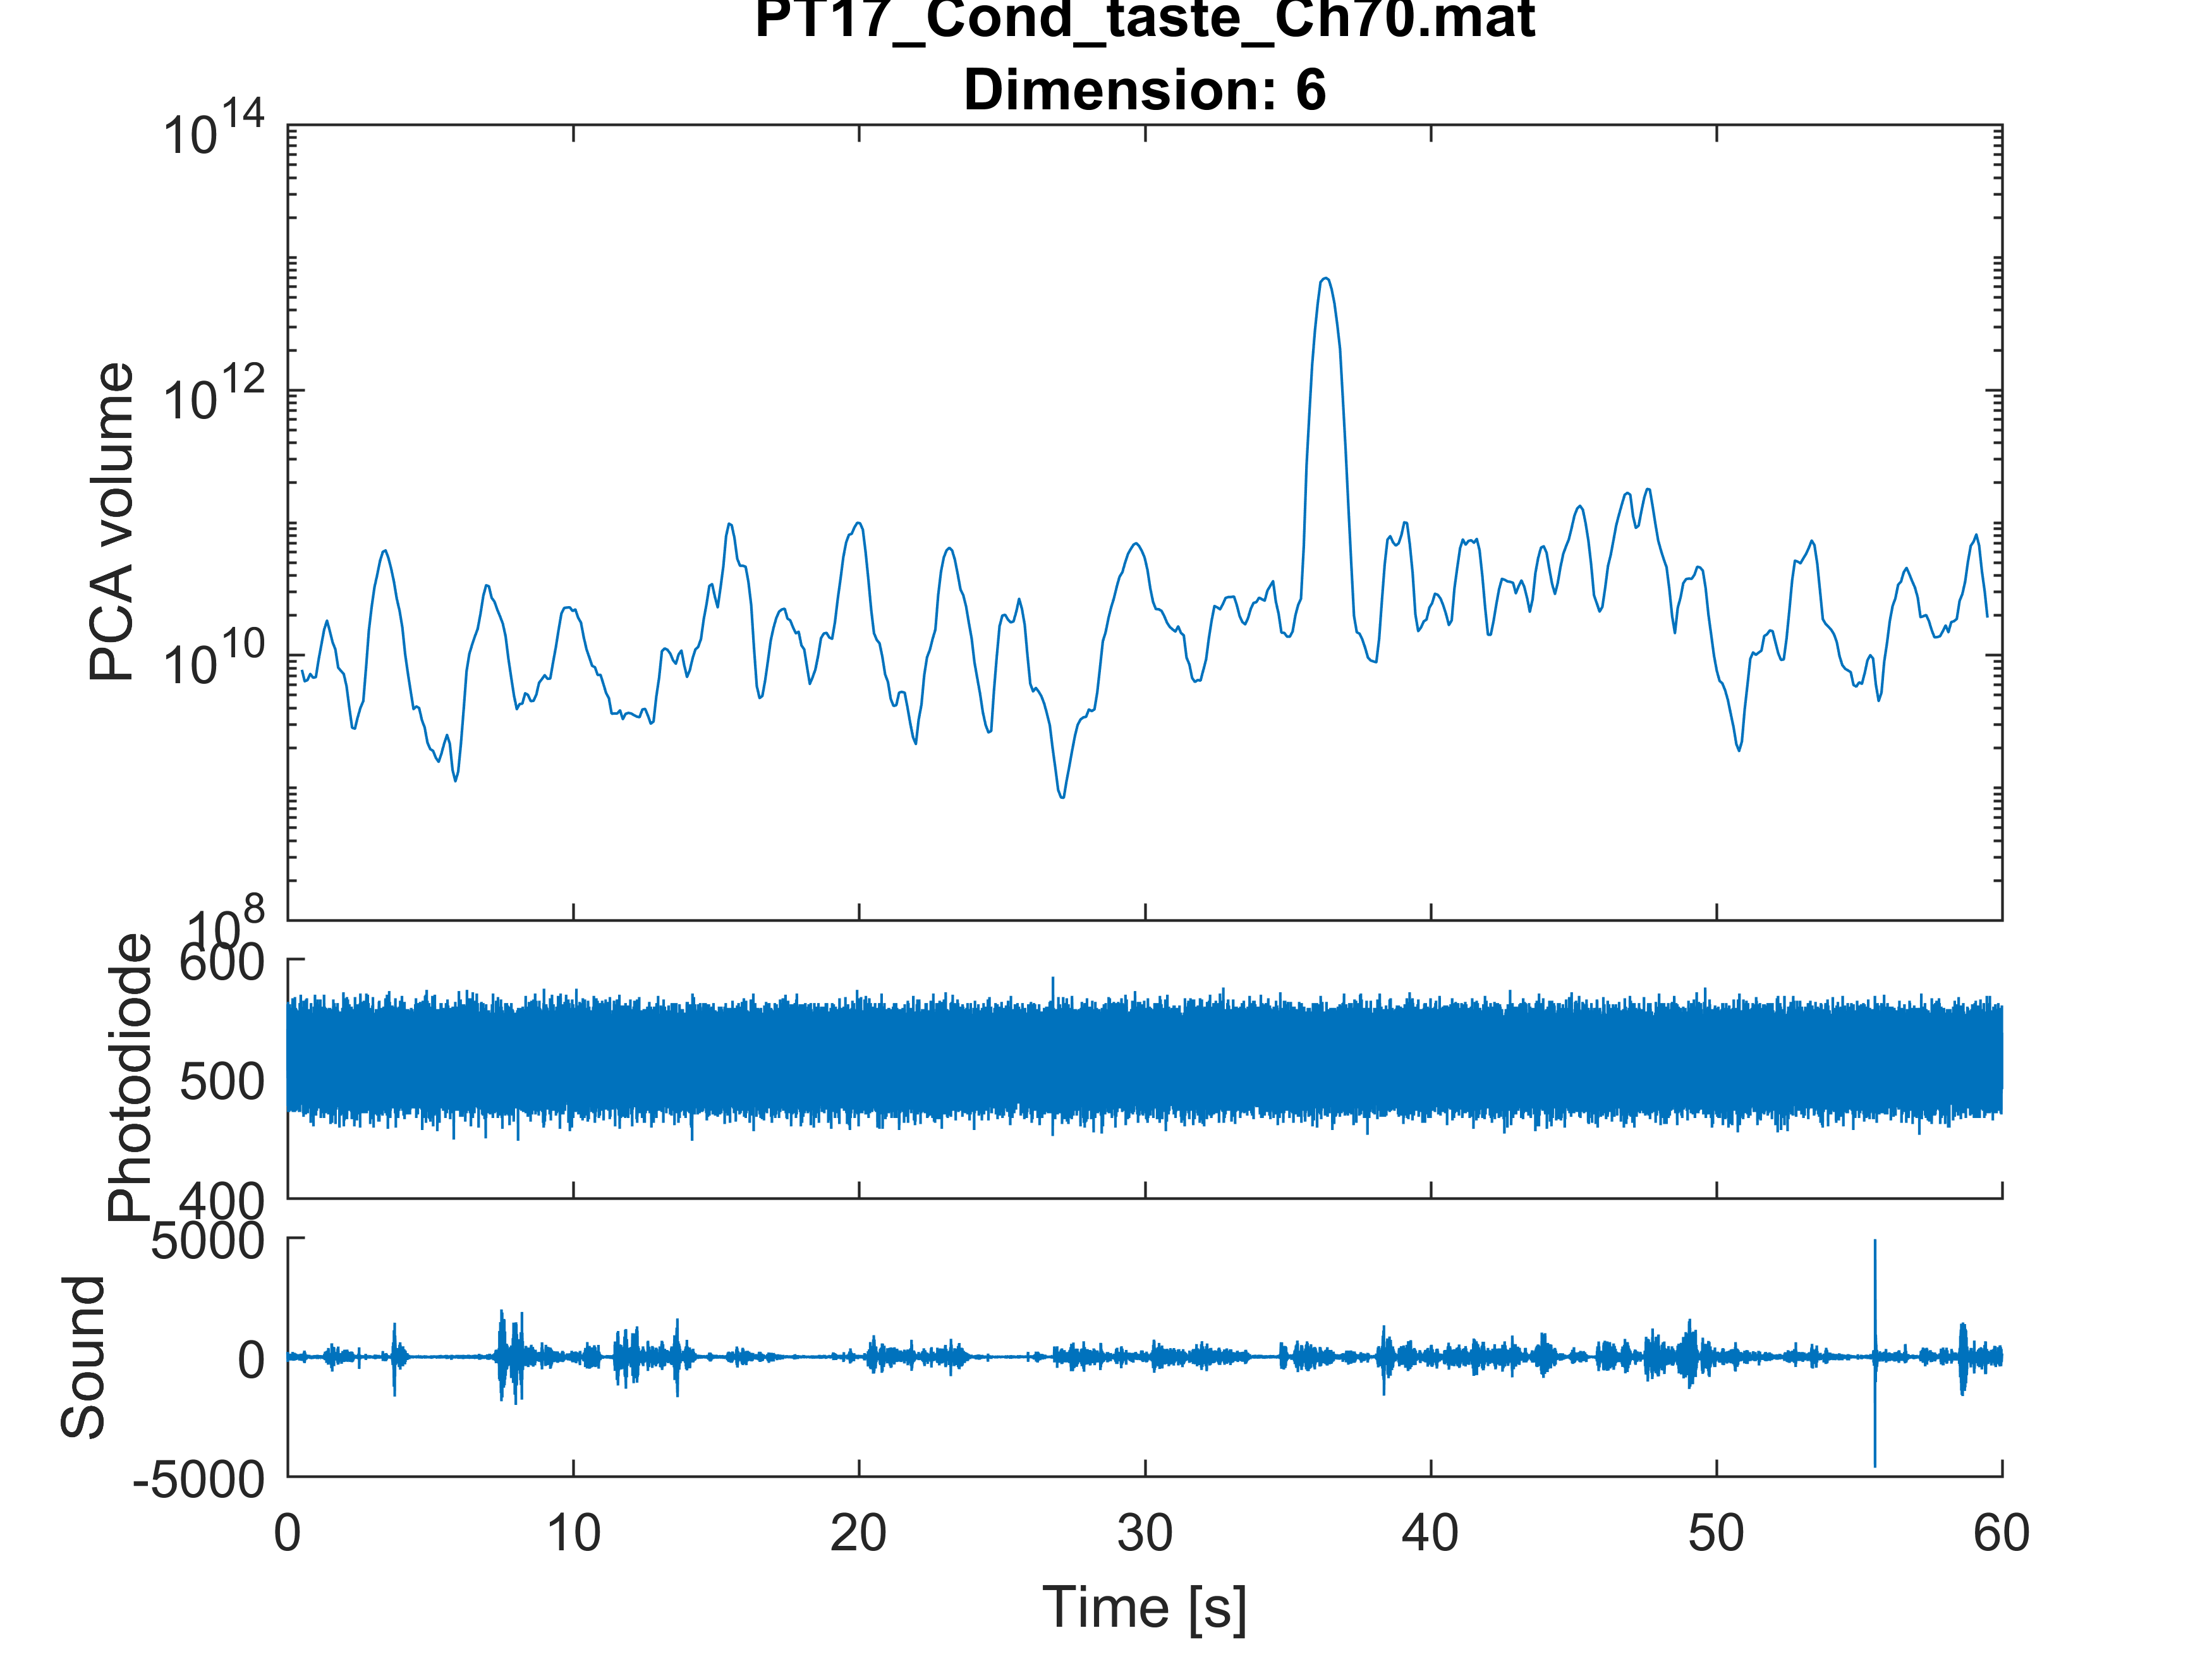 PT17_Cond_taste_Ch70.mat
Dimension: 6
10^14
10^12
10^10
10^8
PCA volume
600
500
400
Photodiode
5000
0
-5000
Sound
0 10 20 30 40 50 60
Time [s]